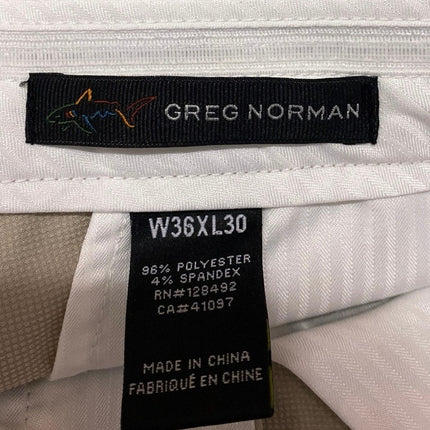 GREG NORMAN
W36XL30
96% POLYESTER
4% SPANDEX
RN#128492
CA#41097
MADE IN CHINA
FABRIQUÉ EN CHINE